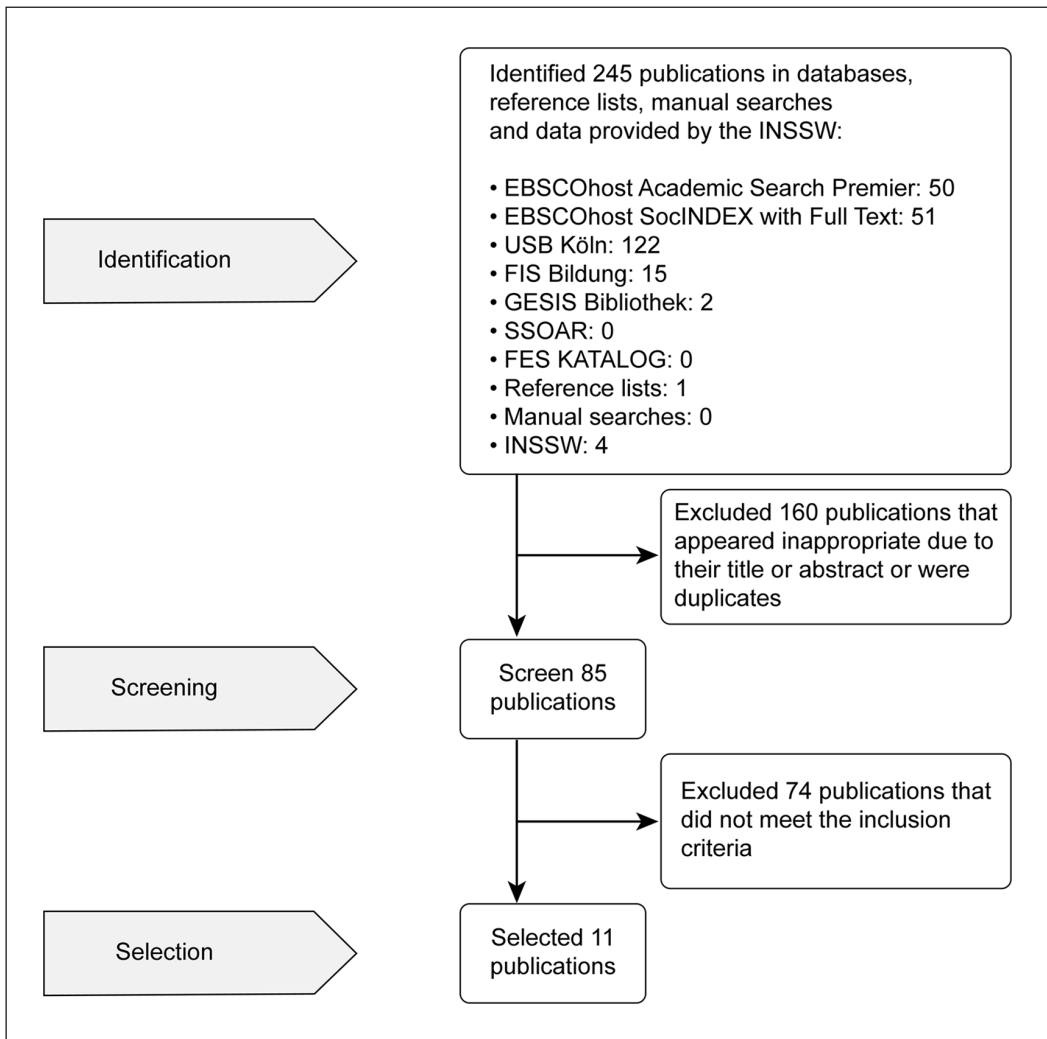 Identified 245 publications in databases,
reference lists, manual searches
and data provided by the INSSW:
• EBSCOhost Academic Search Premier: 50
• EBSCOhost SocINDEX with Full Text: 51
• USB Köln: 122
• FIS Bildung: 15
• GESIS Bibliothek: 2
• SSOAR: 0
• FES KATALOG: 0
• Reference lists: 1
• Manual searches: 0
• INSSW: 4
Identification
Excluded 160 publications that
appeared inappropriate due to
their title or abstract or were
duplicates
Screening
Screen 85
publications
Excluded 74 publications that
did not meet the inclusion
criteria
Selection
Selected 11
publications